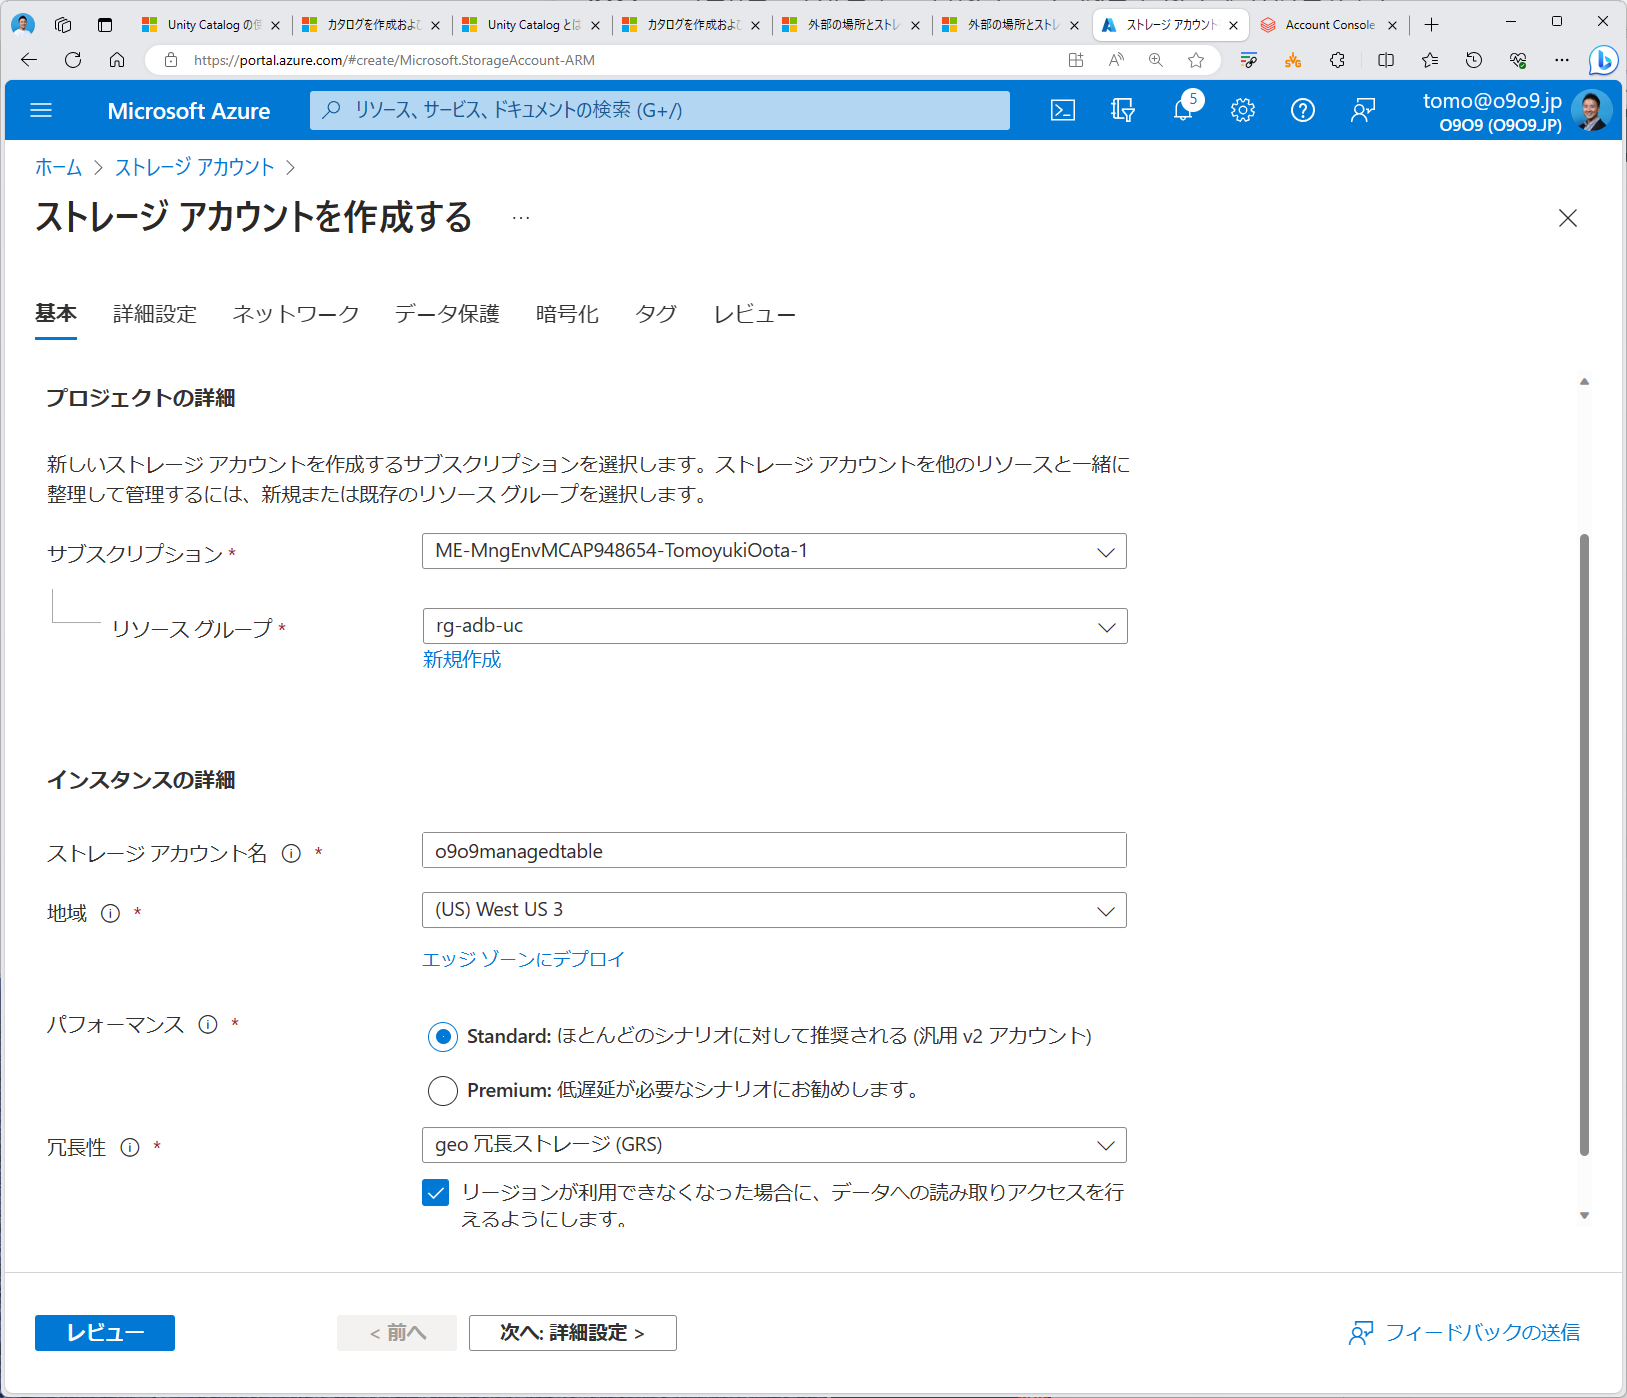 Unity Catalog の
カタログを作成および
Unity Catalog とは
カタログを作成および
外部の場所とストレ
外部の場所とストレ
ストレージ アカウント
Account Console
https://portal.azure.com/#create/Microsoft.StorageAccount-ARM
Microsoft Azure
リソース、サービス、ドキュメントの検索 (G+/)
5
tomo@o9o9.jp
O9O9 (O9O9.JP)
ホーム > ストレージ アカウント >
ストレージ アカウントを作成する ...
基本 詳細設定 ネットワーク データ保護 暗号化 タグ レビュー
プロジェクトの詳細
新しいストレージ アカウントを作成するサブスクリプションを選択します。ストレージ アカウントを他のリソースと一緒に
整理して管理するには、新規または既存のリソース グループを選択します。
サブスクリプション * ME-MngEnvMCAP948654-TomoyukiOota-1
リソース グループ * rg-adb-uc
新規作成
インスタンスの詳細
ストレージ アカウント名 * o9o9managedtable
地域 * (US) West US 3
エッジ ゾーンにデプロイ
パフォーマンス * Standard: ほとんどのシナリオに対して推奨される (汎用 v2 アカウント)
Premium: 低遅延が必要なシナリオにお勧めします。
冗長性 * geo 冗長ストレージ (GRS)
リージョンが利用できなくなった場合に、データへの読み取りアクセスを行
えるようにします。
レビュー
< 前へ
次へ: 詳細設定 >
フィードバックの送信